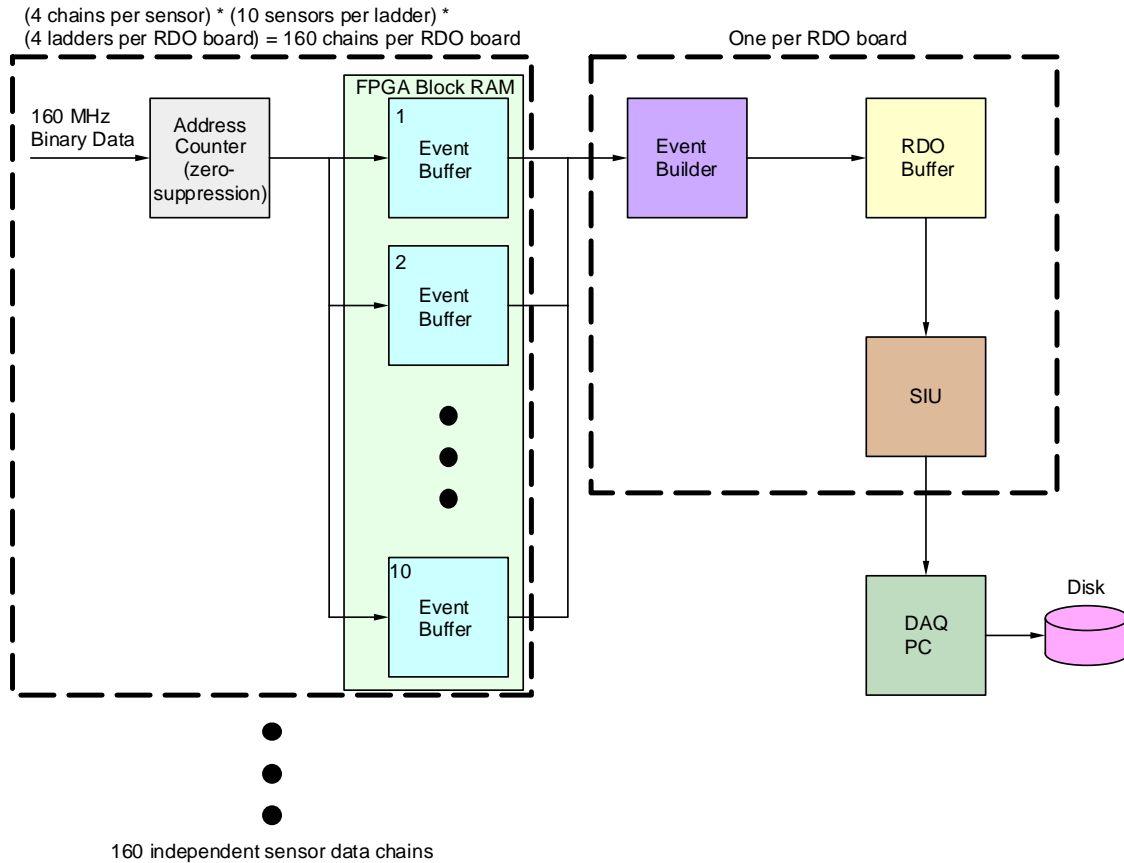 (4 chains per sensor) * (10 sensors per ladder) *
(4 ladders per RDO board) = 160 chains per RDO board
One per RDO board
FPGA Block RAM
160 MHz
Binary Data
Address
Counter
(zero-
suppression)
1
Event
Buffer
Event
Builder
RDO
Buffer
2
Event
Buffer
SIU
10
Event
Buffer
DAQ
PC
Disk
160 independent sensor data chains